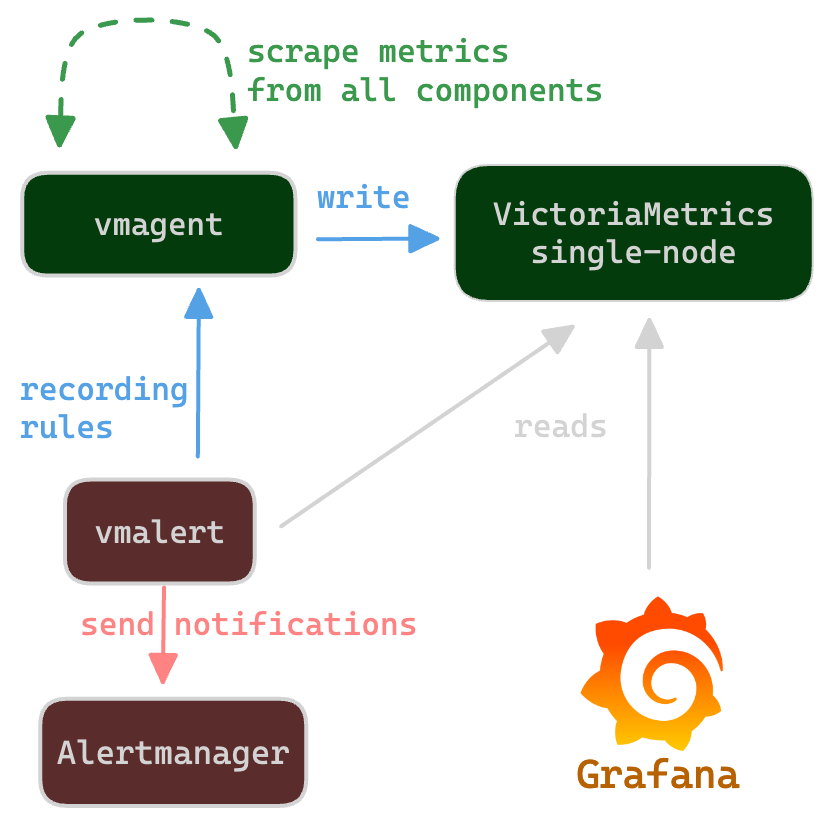 scrape metrics
from all components
vmagent
write
VictoriaMetrics
single-node
recording
rules
reads
vmalert
send notifications
Alertmanager
Grafana